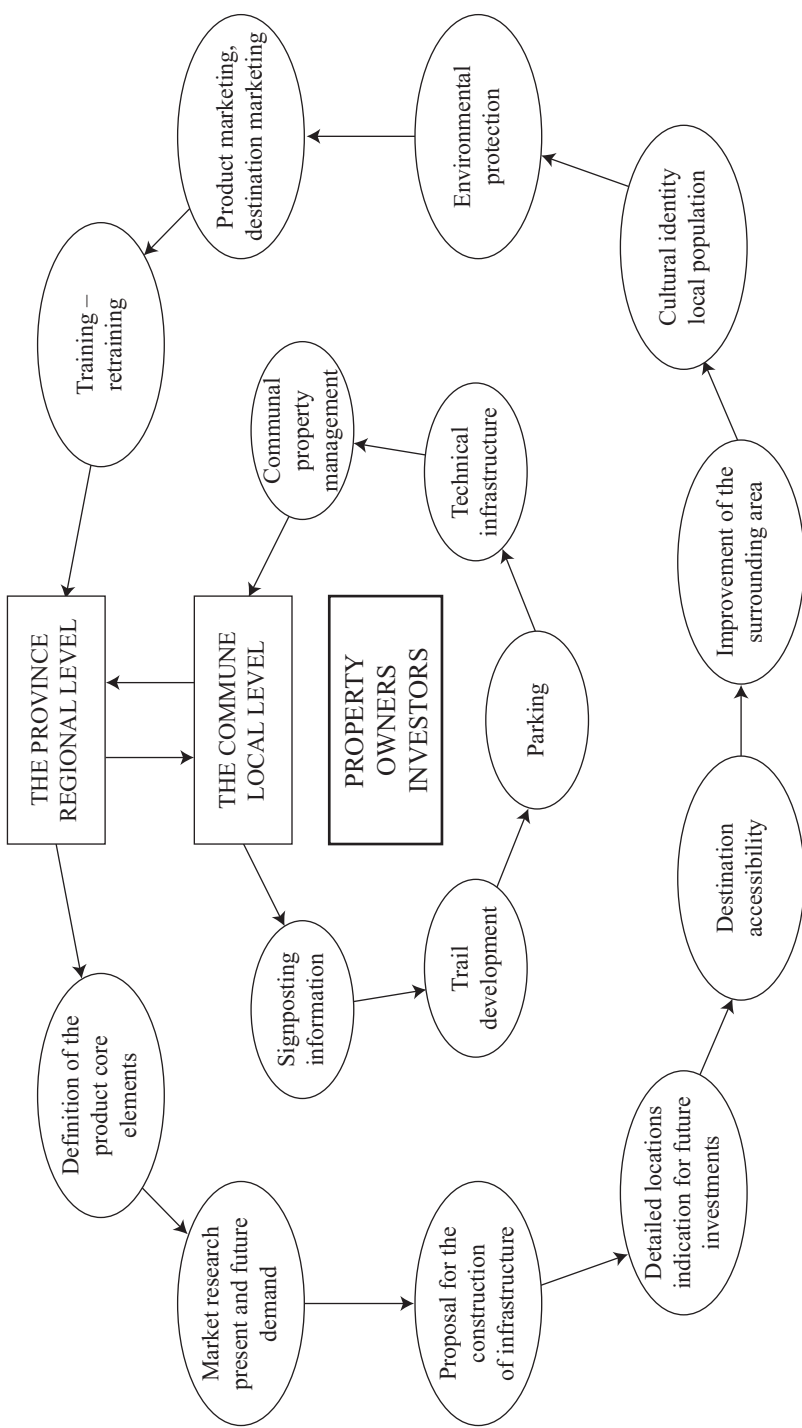 THE PROVINCE
REGIONAL LEVEL
Definition of the
product core
elements
Market research
present and future
demand
Proposal for the
construction
of infrastructure
Detailed locations
indication for future
investments
Destination
accessibility
Improvement of the
surrounding area
Cultural identity
local population
Environmental
protection
Product marketing,
destination marketing
Training –
retraining
THE COMMUNE
LOCAL LEVEL
Signposting
information
Trail
development
Parking
Technical
infrastructure
Communal
property
management
PROPERTY
OWNERS
INVESTORS